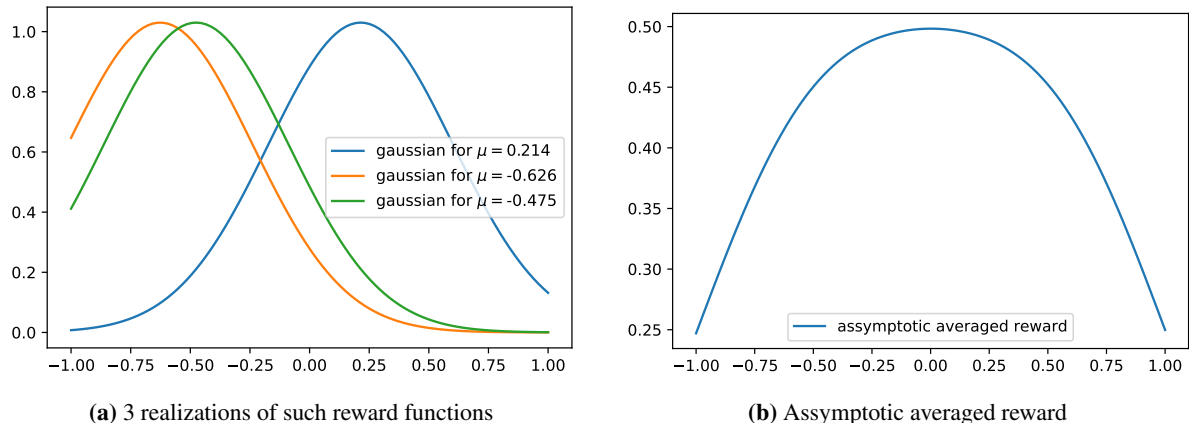 1.0
0.8
0.6
0.4
0.2
0.0
−1.00 −0.75 −0.50 −0.25 0.00 0.25 0.50 0.75 1.00
gaussian for μ = 0.214
gaussian for μ = -0.626
gaussian for μ = -0.475
(a) 3 realizations of such reward functions
0.50
0.45
0.40
0.35
0.30
0.25
−1.00 −0.75 −0.50 −0.25 0.00 0.25 0.50 0.75 1.00
assymptotic averaged reward
(b) Assymptotic averaged reward